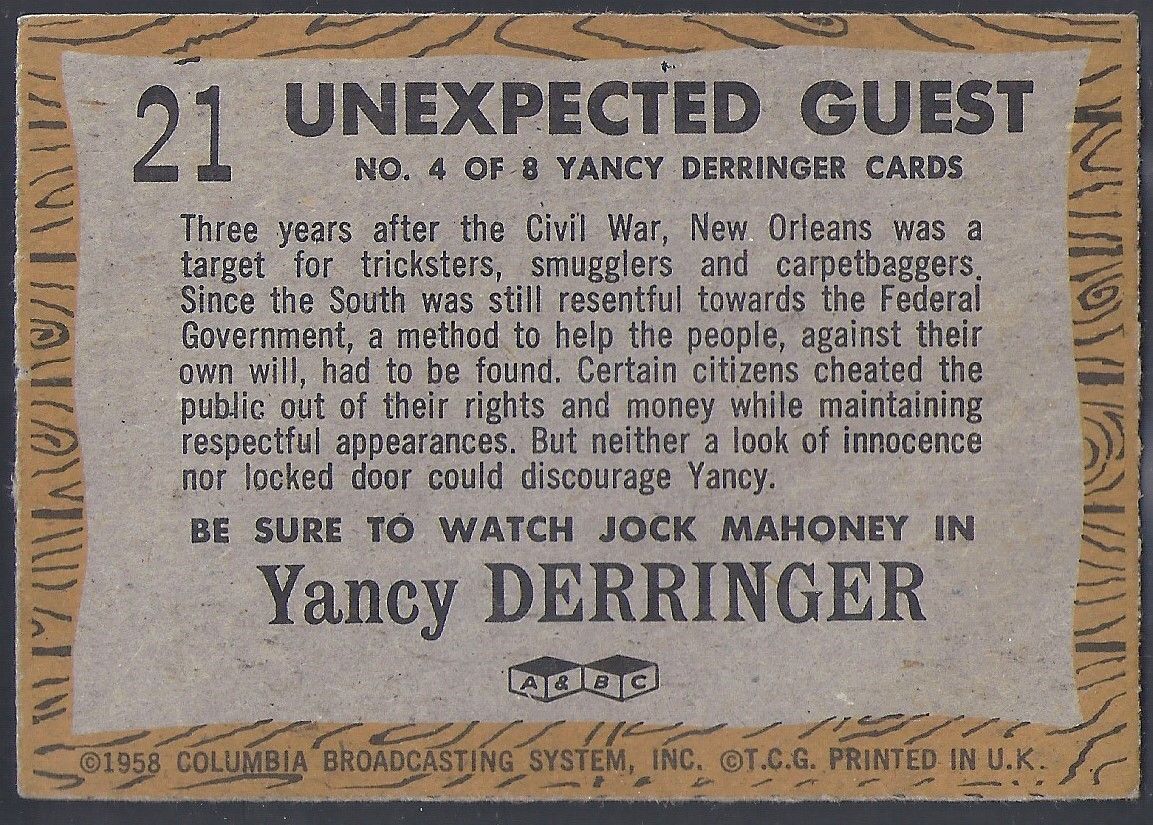 21
UNEXPECTED GUEST
NO. 4 OF 8 YANCY DERRINGER CARDS
Three years after the Civil War, New Orleans was a
target for tricksters, smugglers and carpetbaggers.
Since the South was still resentful towards the Federal
Government, a method to help the people, against their
own will, had to be found. Certain citizens cheated the
public out of their rights and money while maintaining
respectful appearances. But neither a look of innocence
nor locked door could discourage Yancy.
BE SURE TO WATCH JOCK MAHONEY IN
Yancy DERRINGER
A & B C
©1958 COLUMBIA BROADCASTING SYSTEM, INC. ©T.C.G. PRINTED IN U.K.